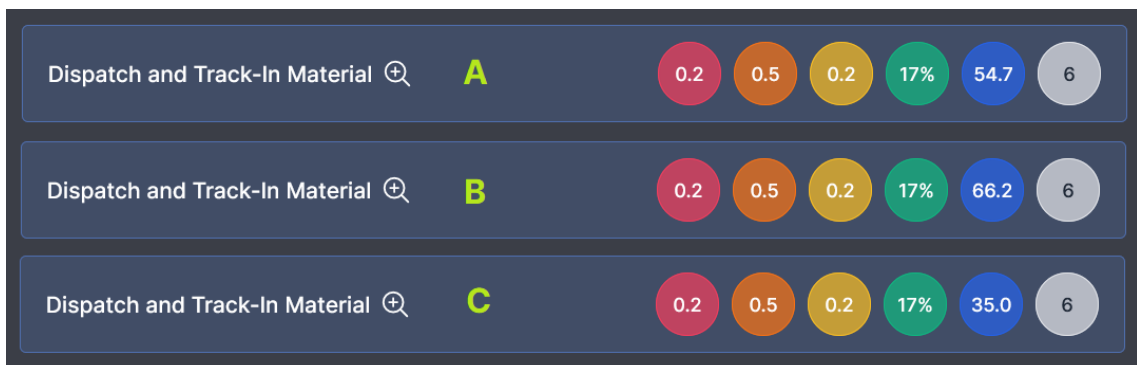 Dispatch and Track-In Material A 0.2 0.5 0.2 17% 54.7 6
Dispatch and Track-In Material B 0.2 0.5 0.2 17% 66.2 6
Dispatch and Track-In Material C 0.2 0.5 0.2 17% 35.0 6